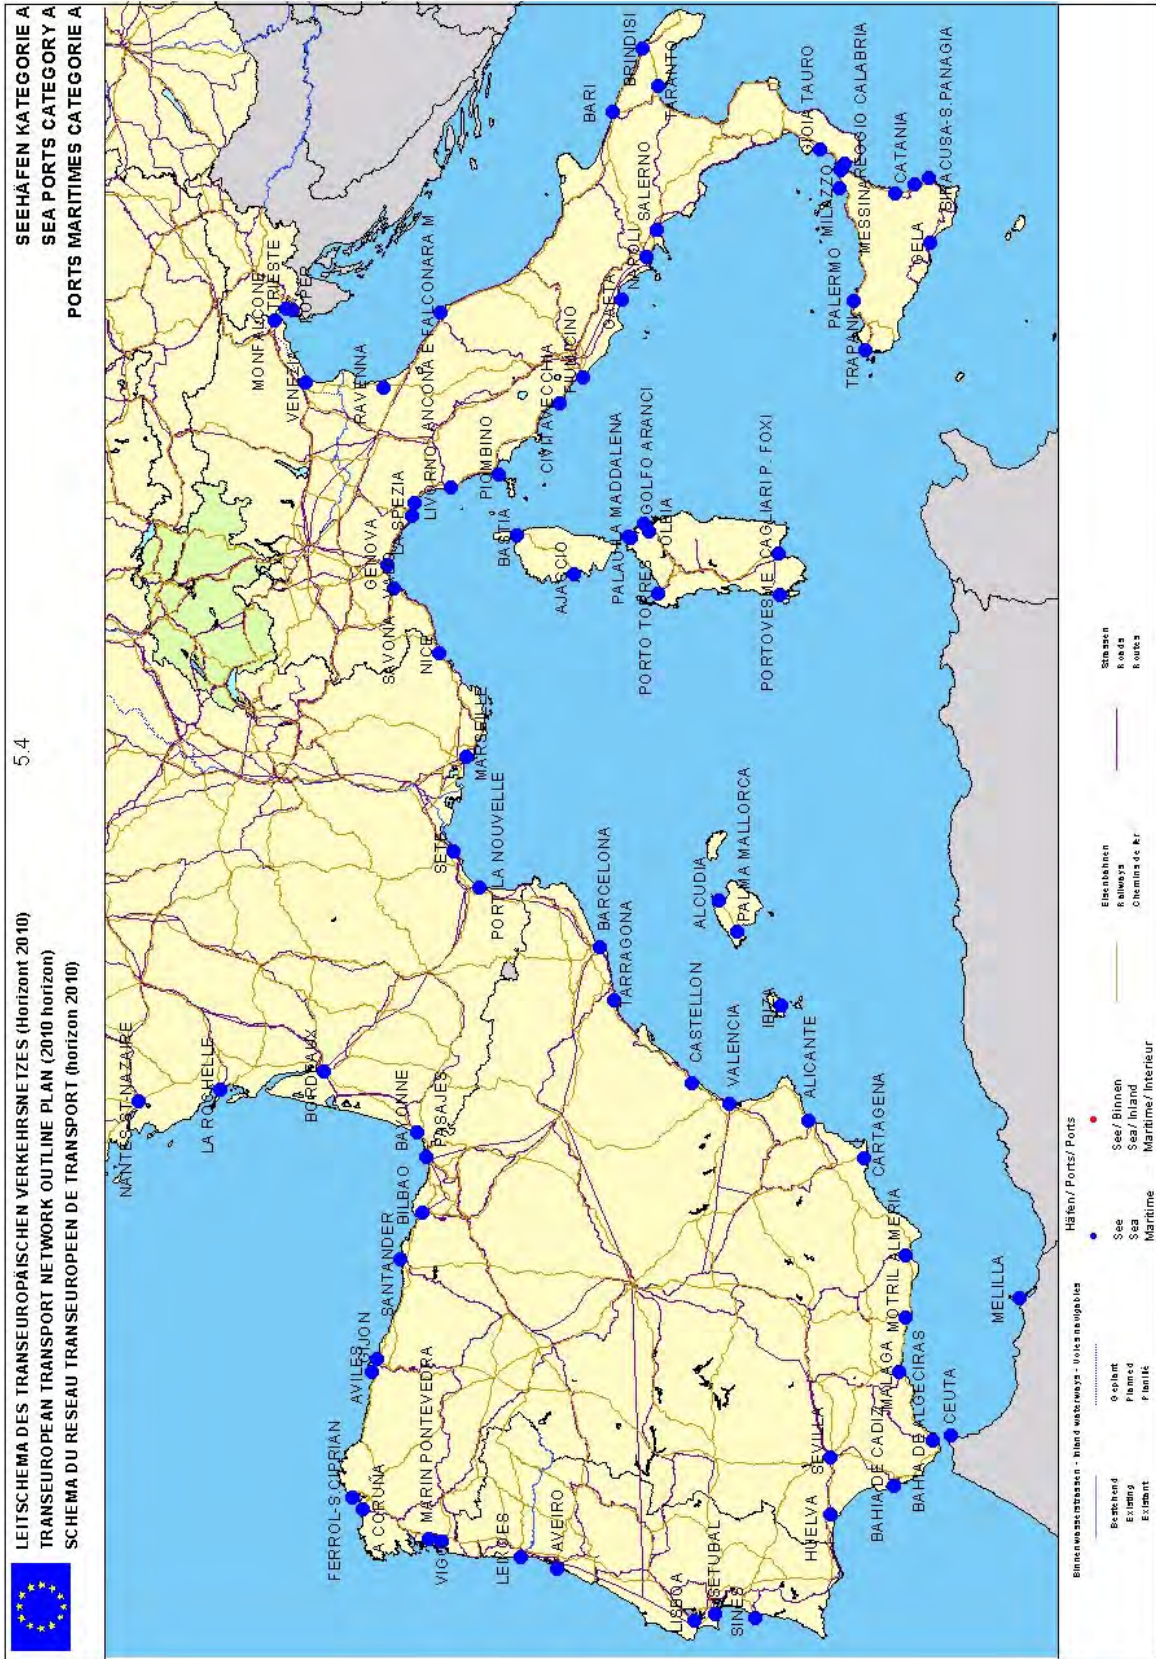 LEITSCHEMA DES TRANSEUROPÄISCHEN VERKEHRSNETZES (Horizont 2010)
TRANSEUROPEAN TRANSPORT NETWORK OUTLINE PLAN (2010 horizon)
SCHEMA DU RESEAU TRANSEUROPEEN DE TRANSPORT (horizon 2010)
5.4
SEEHÄFEN KATEGORIE A
SEA PORTS CATEGORY A
PORTS MARITIMES CATEGORIE A
NANTES-ST-NAZAIRE
LA ROCHELLE
BORDEAUX
BAYONNE
PASAJES
BILBAO
SANTANDER
GIJON
AVILES
FERROL-S.CIPRIAN
A CORUÑA
MARIN PONTEVEDRA
VIGO
LEIXOES
AVEIRO
LISBOA
SETUBAL
SINES
HUELVA
SEVILLA
BAHIA DE CADIZ
BAHIA DE ALGECIRAS
CEUTA
MELILLA
MALAGA
MOTRIL
ALMERIA
CARTAGENA
ALICANTE
VALENCIA
CASTELLON
IBIZA
PALMA MALLORCA
ALCUDIA
TARRAGONA
BARCELONA
PORT LA NOUVELLE
SETE
MARSEILLE
NICE
SAVONA
GENOVA
LA SPEZIA
LIVORNO
PIOMBINO
BASTIA
AJACCIO
PALAU
LA MADDALENA
GOLFO ARANCI
OLBIA
PORTO TORRES
PORTOVESME
CAGLIARI P. FOXI
CIVITAVECCHIA
FIUMICINO
GAETA
NAPOLI
SALERNO
MONFALCONE
TRIESTE
KOPER
VENEZIA
RAVENNA
ANCONA E FALCONARA M
BARI
BRINDISI
TARANTO
GIOIA TAURO
REGGIO CALABRIA
MESSINA
MILAZZO
PALERMO
TRAPANI
GELA
CATANIA
SIRACUSA-S.PANAGIA
Binnenwasserstrassen - Inland waterways - Voies navigables
Bestehend
Existing
Existant
Geplant
Planned
Planifié
Häfen/ Ports/ Ports
See
Sea
Maritime
See/ Binnen
Sea/ Inland
Maritime/ Interieur
Eisenbahnen
Railways
Chemins de fer
Strassen
Roads
Routes